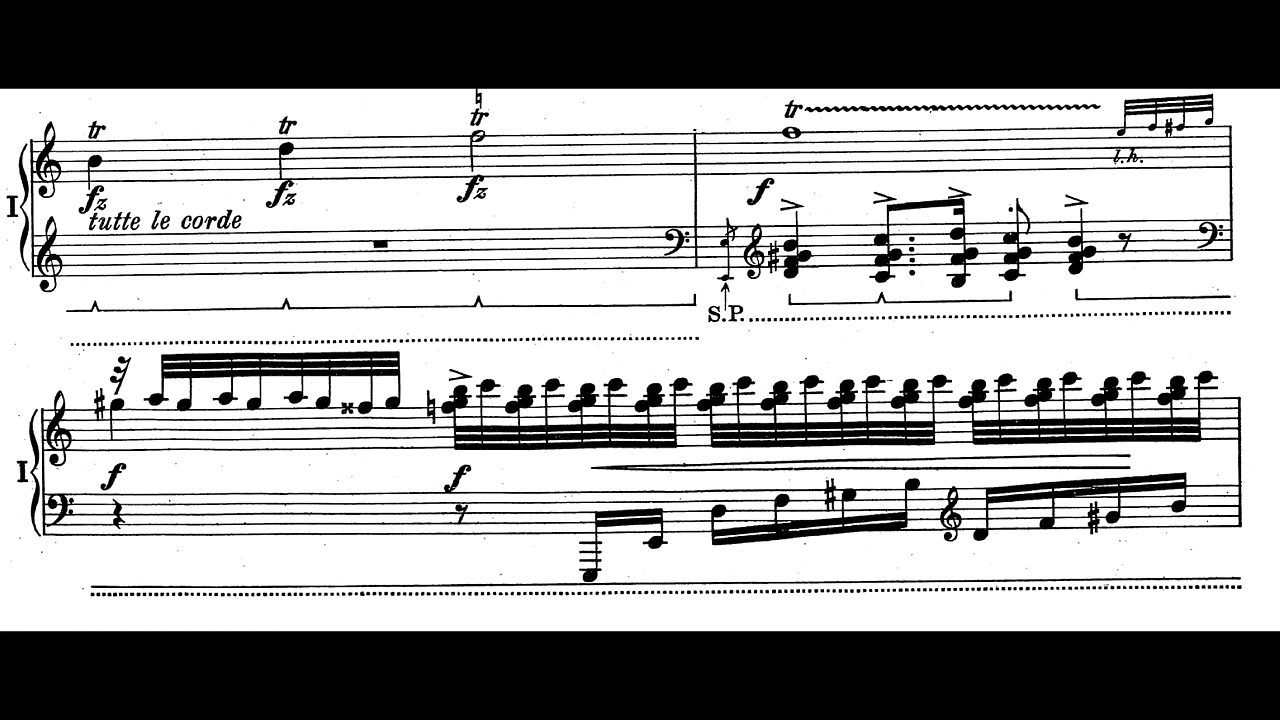 tr tr tr tr
l.h.
I
fz fz fz f
tutte le corde
S.P.
I
f f